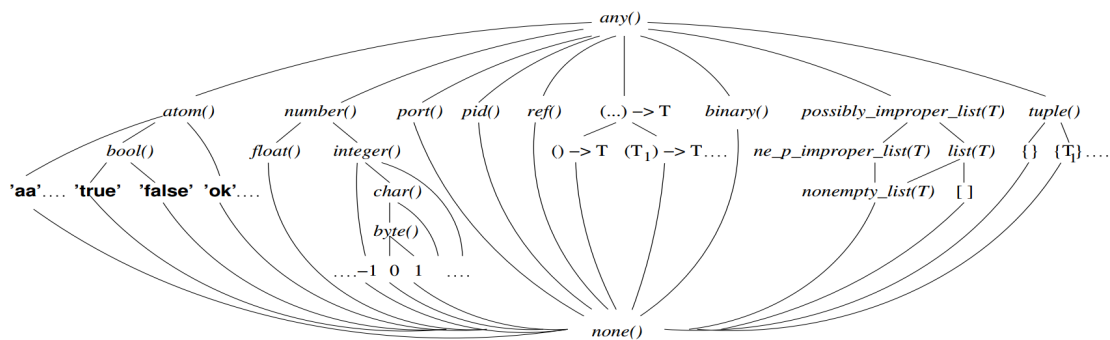 any()
atom() number() port() pid() ref() (...) −> T binary() possibly_improper_list(T) tuple()
bool() float() integer() () −> T (T1) −> T.... ne_p_improper_list(T) list(T) { } {T1}....
'aa'.... 'true' 'false' 'ok'.... char() nonempty_list(T) [ ]
byte()
....−1 0 1 ....
none()